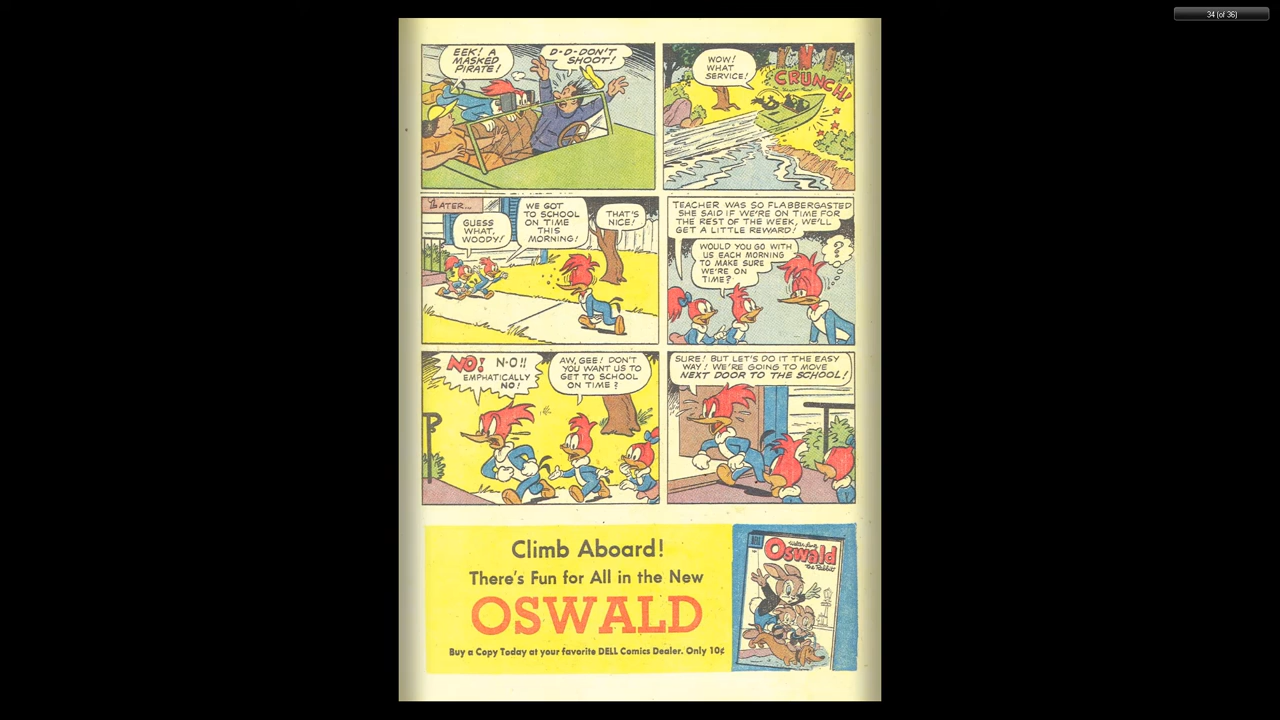 34 (of 36)
EEK! A
MASKED
PIRATE!
D-D-DON'T
SHOOT!
WOW!
WHAT
SERVICE!
CRUNCH!
LATER...
GUESS
WHAT,
WOODY!
WE GOT
TO SCHOOL
ON TIME
THIS
MORNING!
THAT'S
NICE!
TEACHER WAS SO FLABBERGASTED
SHE SAID IF WE'RE ON TIME FOR
THE REST OF THE WEEK, WE'LL
GET A LITTLE REWARD!
WOULD YOU GO WITH
US EACH MORNING
TO MAKE SURE
WE'RE ON
TIME?
?
NO! N-O!!
EMPHATICALLY
NO!
AW, GEE! DON'T
YOU WANT US TO
GET TO SCHOOL
ON TIME?
SURE! BUT LET'S DO IT THE EASY
WAY! WE'RE GOING TO MOVE
NEXT DOOR TO THE SCHOOL!
Climb Aboard!
There's Fun for All in the New
OSWALD
Buy a Copy Today at your favorite DELL Comics Dealer. Only 10¢
Walter Lantz
Oswald
the Rabbit